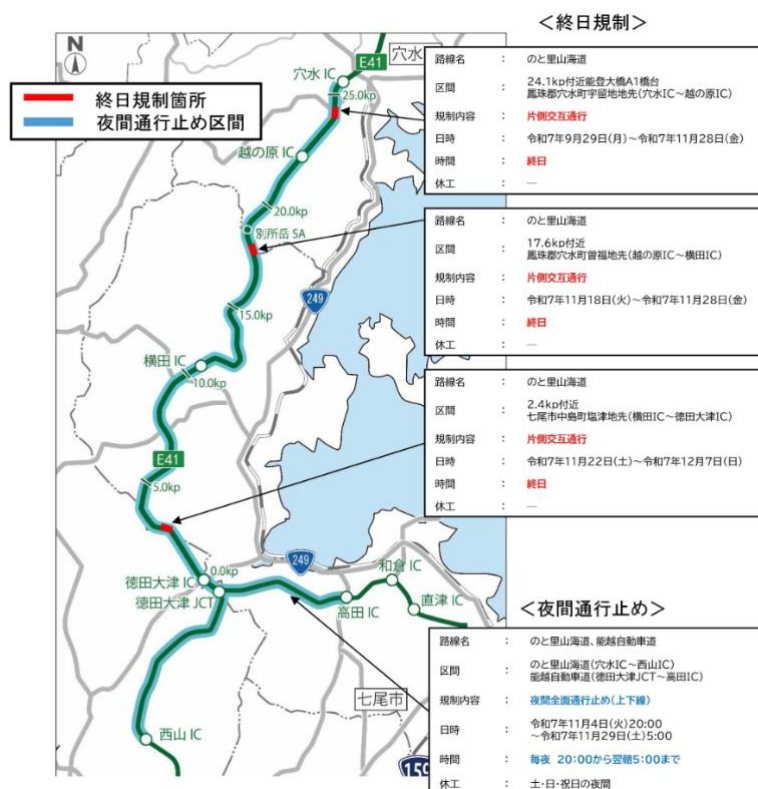 <終日規制>
N
穴水
E41
穴水 IC
25.0kp
終日規制箇所
夜間通行止め区間
越の原 IC
20.0kp
別所岳 SA
249
15.0kp
横田 IC
10.0kp
E41
5.0kp
249
0.0kp
徳田大津 IC
徳田大津 JCT
和倉 IC
高田 IC
直津 IC
七尾市
西山 IC
159
路線名 : のと里山海道
区間 : 24.1kp付近能登大橋A1橋台
鳳珠郡穴水町宇留地地先(穴水IC~越の原IC)
規制内容 : 片側交互通行
日時 : 令和7年9月29日(月)~令和7年11月28日(金)
時間 : 終日
休工 : ―
路線名 : のと里山海道
区間 : 17.6kp付近
鳳珠郡穴水町曽福地先(越の原IC~横田IC)
規制内容 : 片側交互通行
日時 : 令和7年11月18日(火)~令和7年11月28日(金)
時間 : 終日
休工 : ―
路線名 : のと里山海道
区間 : 2.4kp付近
七尾市中島町塩津地先(横田IC~徳田大津IC)
規制内容 : 片側交互通行
日時 : 令和7年11月22日(土)~令和7年12月7日(日)
時間 : 終日
休工 : ―
<夜間通行止め>
路線名 : のと里山海道、能越自動車道
区間 : のと里山海道(穴水IC~西山IC)
能越自動車道(徳田大津JCT~高田IC)
規制内容 : 夜間全面通行止め(上下線)
日時 : 令和7年11月4日(火)20:00
~令和7年11月29日(土)5:00
時間 : 毎夜 20:00から翌朝5:00まで
休工 : 土・日・祝日の夜間